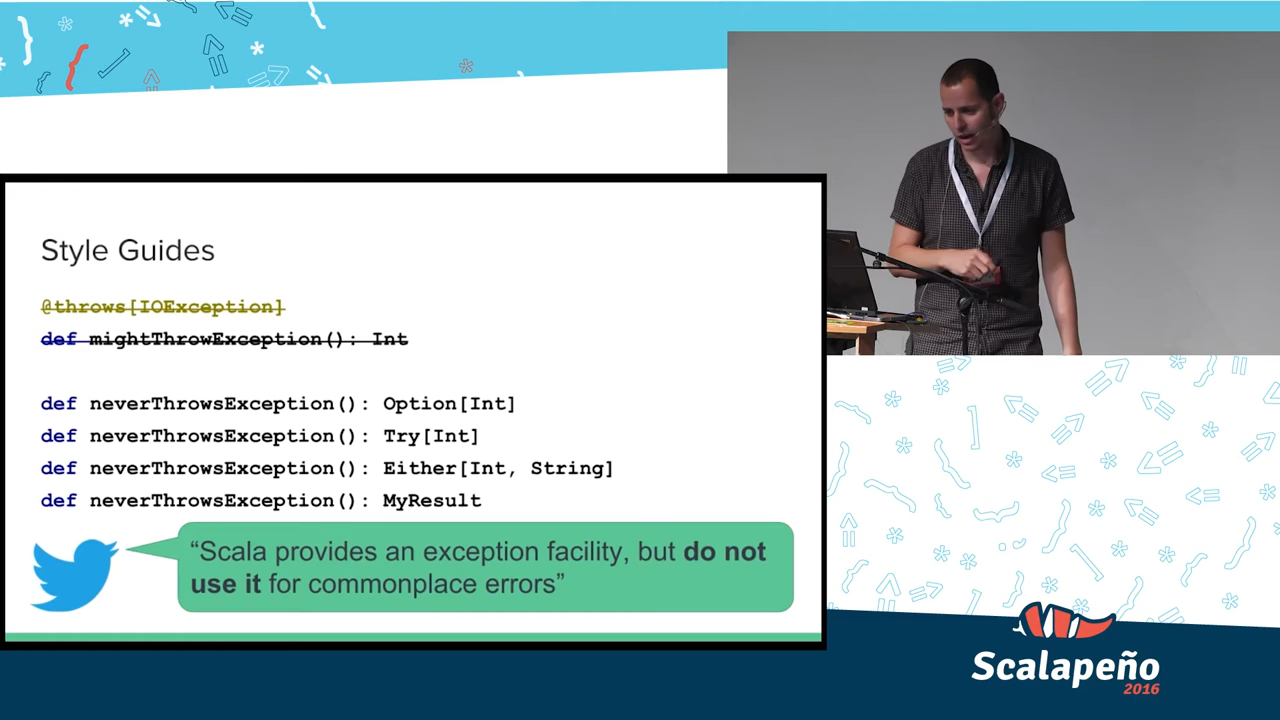 Style Guides
@throws[IOException]
def mightThrowException(): Int
def neverThrowsException(): Option[Int]
def neverThrowsException(): Try[Int]
def neverThrowsException(): Either[Int, String]
def neverThrowsException(): MyResult
“Scala provides an exception facility, but do not
use it for commonplace errors”
Scalapeño
2016